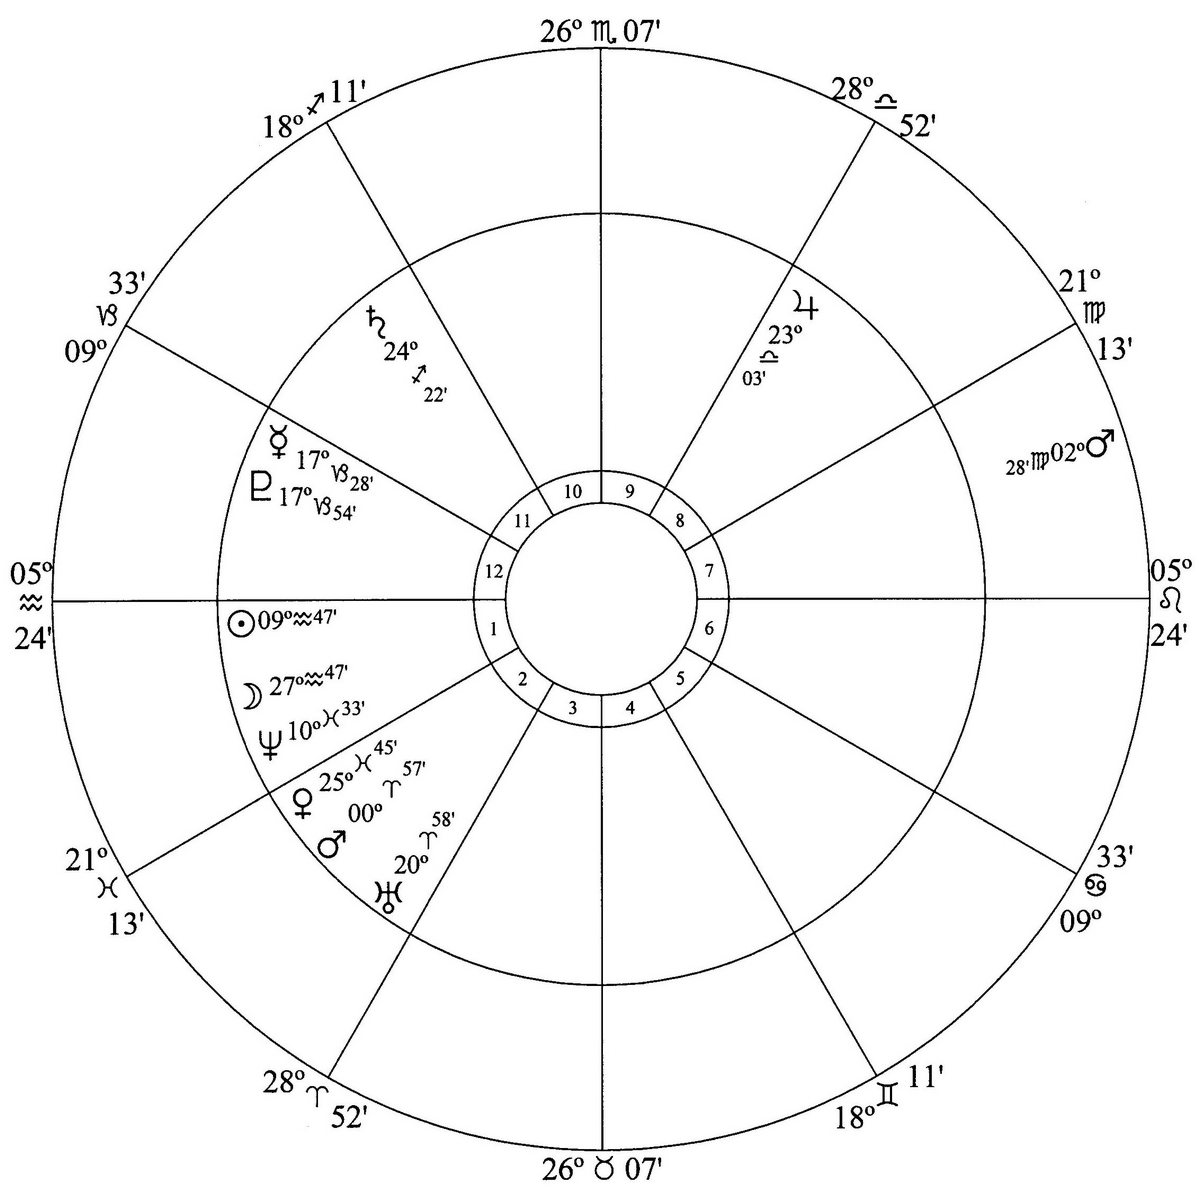 26° ♏ 07'
28° ♎ 52'
21° ♍ 13'
05° ♌ 24'
33' ♋ 09°
11' ♊ 18°
26° ♉ 07'
28° ♈ 52'
21° ♓ 13'
05° ♒ 24'
33' ♑ 09°
18° ♐ 11'
♄ 24° ♐ 22'
♃ 23° ♎ 03'
28' ♍ 02° ♂
☿ 17° ♑ 28'
♇ 17° ♑ 54'
☉ 09° ♒ 47'
☽ 27° ♒ 47'
♆ 10° ♓ 33'
♀ 25° ♓ 45'
♂ 00° ♈ 57'
♅ 20° ♈ 58'
10 9
11 8
12 7
1 6
2 5
3 4